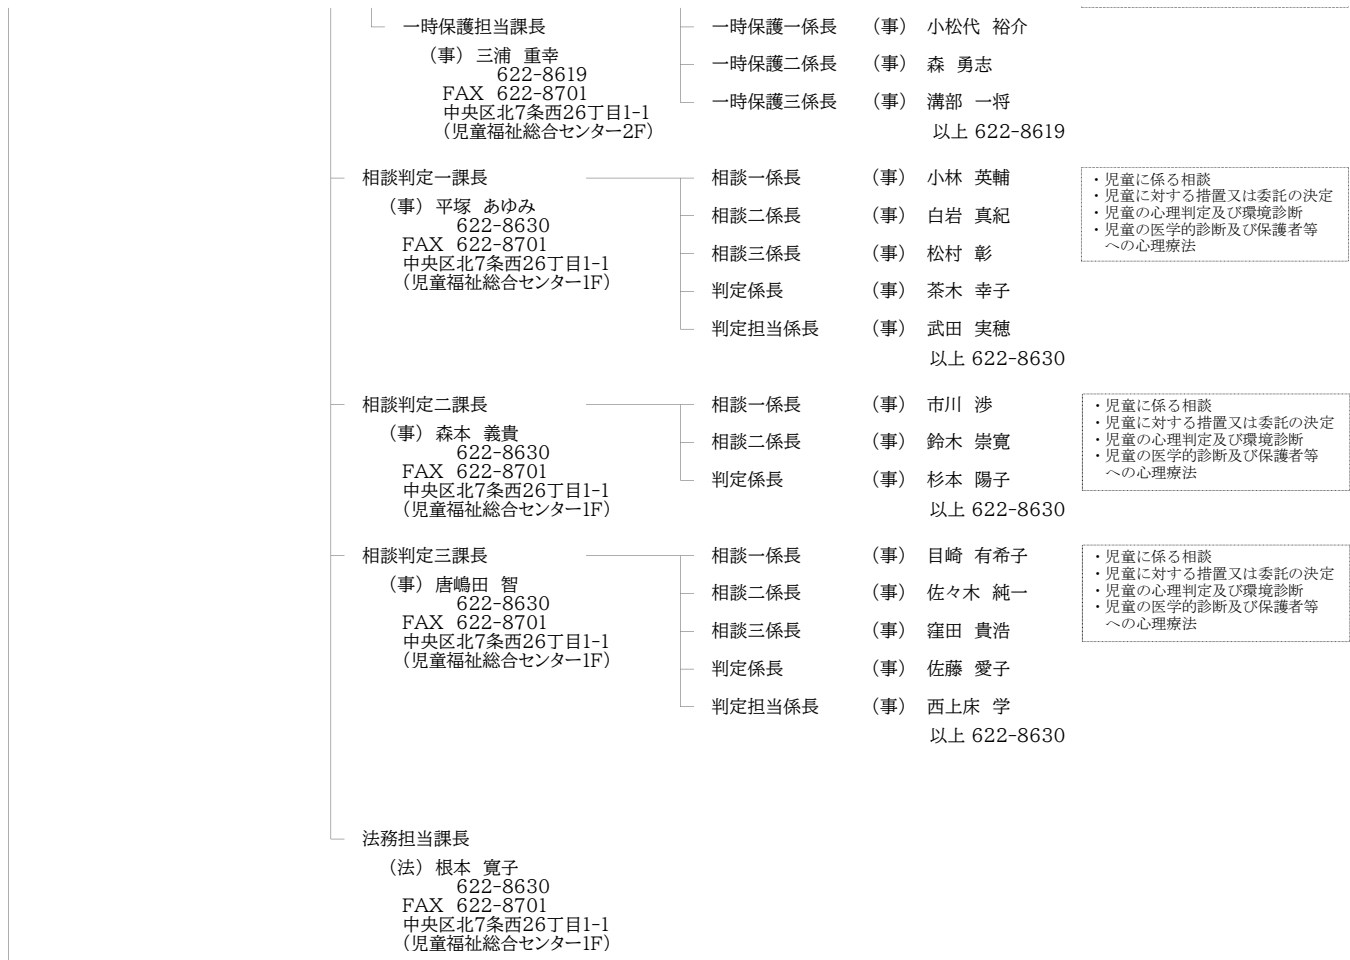 一時保護担当課長
（事） 三浦 重幸
622-8619
FAX 622-8701
中央区北7条西26丁目1-1
（児童福祉総合センター2F）
一時保護一係長 （事） 小松代 裕介
一時保護二係長 （事） 森 勇志
一時保護三係長 （事） 溝部 一将
以上 622-8619
相談判定一課長
（事） 平塚 あゆみ
622-8630
FAX 622-8701
中央区北7条西26丁目1-1
（児童福祉総合センター1F）
相談一係長 （事） 小林 英輔
相談二係長 （事） 白岩 真紀
相談三係長 （事） 松村 彰
判定係長 （事） 茶木 幸子
判定担当係長 （事） 武田 実穂
以上 622-8630
・児童に係る相談
・児童に対する措置又は委託の決定
・児童の心理判定及び環境診断
・児童の医学的診断及び保護者等
への心理療法
相談判定二課長
（事） 森本 義貴
622-8630
FAX 622-8701
中央区北7条西26丁目1-1
（児童福祉総合センター1F）
相談一係長 （事） 市川 渉
相談二係長 （事） 鈴木 崇寛
判定係長 （事） 杉本 陽子
以上 622-8630
・児童に係る相談
・児童に対する措置又は委託の決定
・児童の心理判定及び環境診断
・児童の医学的診断及び保護者等
への心理療法
相談判定三課長
（事） 唐嶋田 智
622-8630
FAX 622-8701
中央区北7条西26丁目1-1
（児童福祉総合センター1F）
相談一係長 （事） 目崎 有希子
相談二係長 （事） 佐々木 純一
相談三係長 （事） 窪田 貴浩
判定係長 （事） 佐藤 愛子
判定担当係長 （事） 西上床 学
以上 622-8630
・児童に係る相談
・児童に対する措置又は委託の決定
・児童の心理判定及び環境診断
・児童の医学的診断及び保護者等
への心理療法
法務担当課長
（法） 根本 寛子
622-8630
FAX 622-8701
中央区北7条西26丁目1-1
（児童福祉総合センター1F）